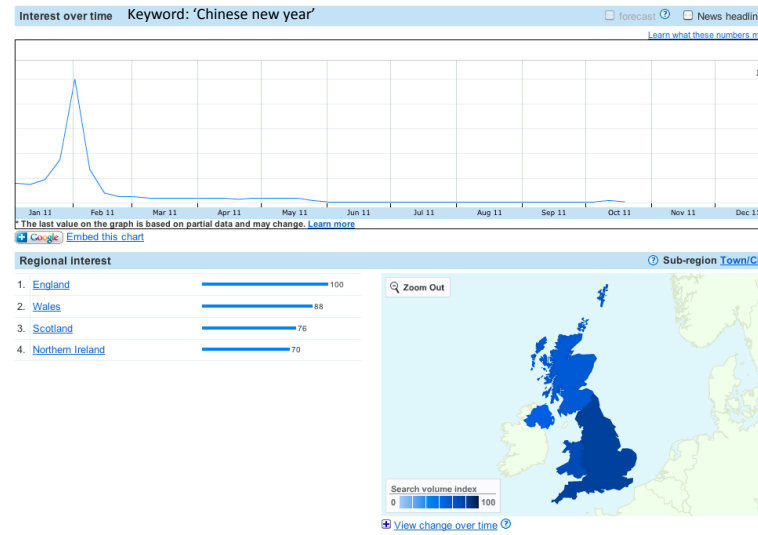 Interest over time Keyword: ‘Chinese new year’ forecast ? News headlin
Learn what these numbers m
Jan 11 Feb 11 Mar 11 Apr 11 May 11 Jun 11 Jul 11 Aug 11 Sep 11 Oct 11 Nov 11 Dec 1
* The last value on the graph is based on partial data and may change. Learn more
+ Google Embed this chart
Regional interest ? Sub-region Town/C
1. England 100
2. Wales 88
3. Scotland 76
4. Northern Ireland 70
Zoom Out
Search volume index
0 100
+ View change over time ?